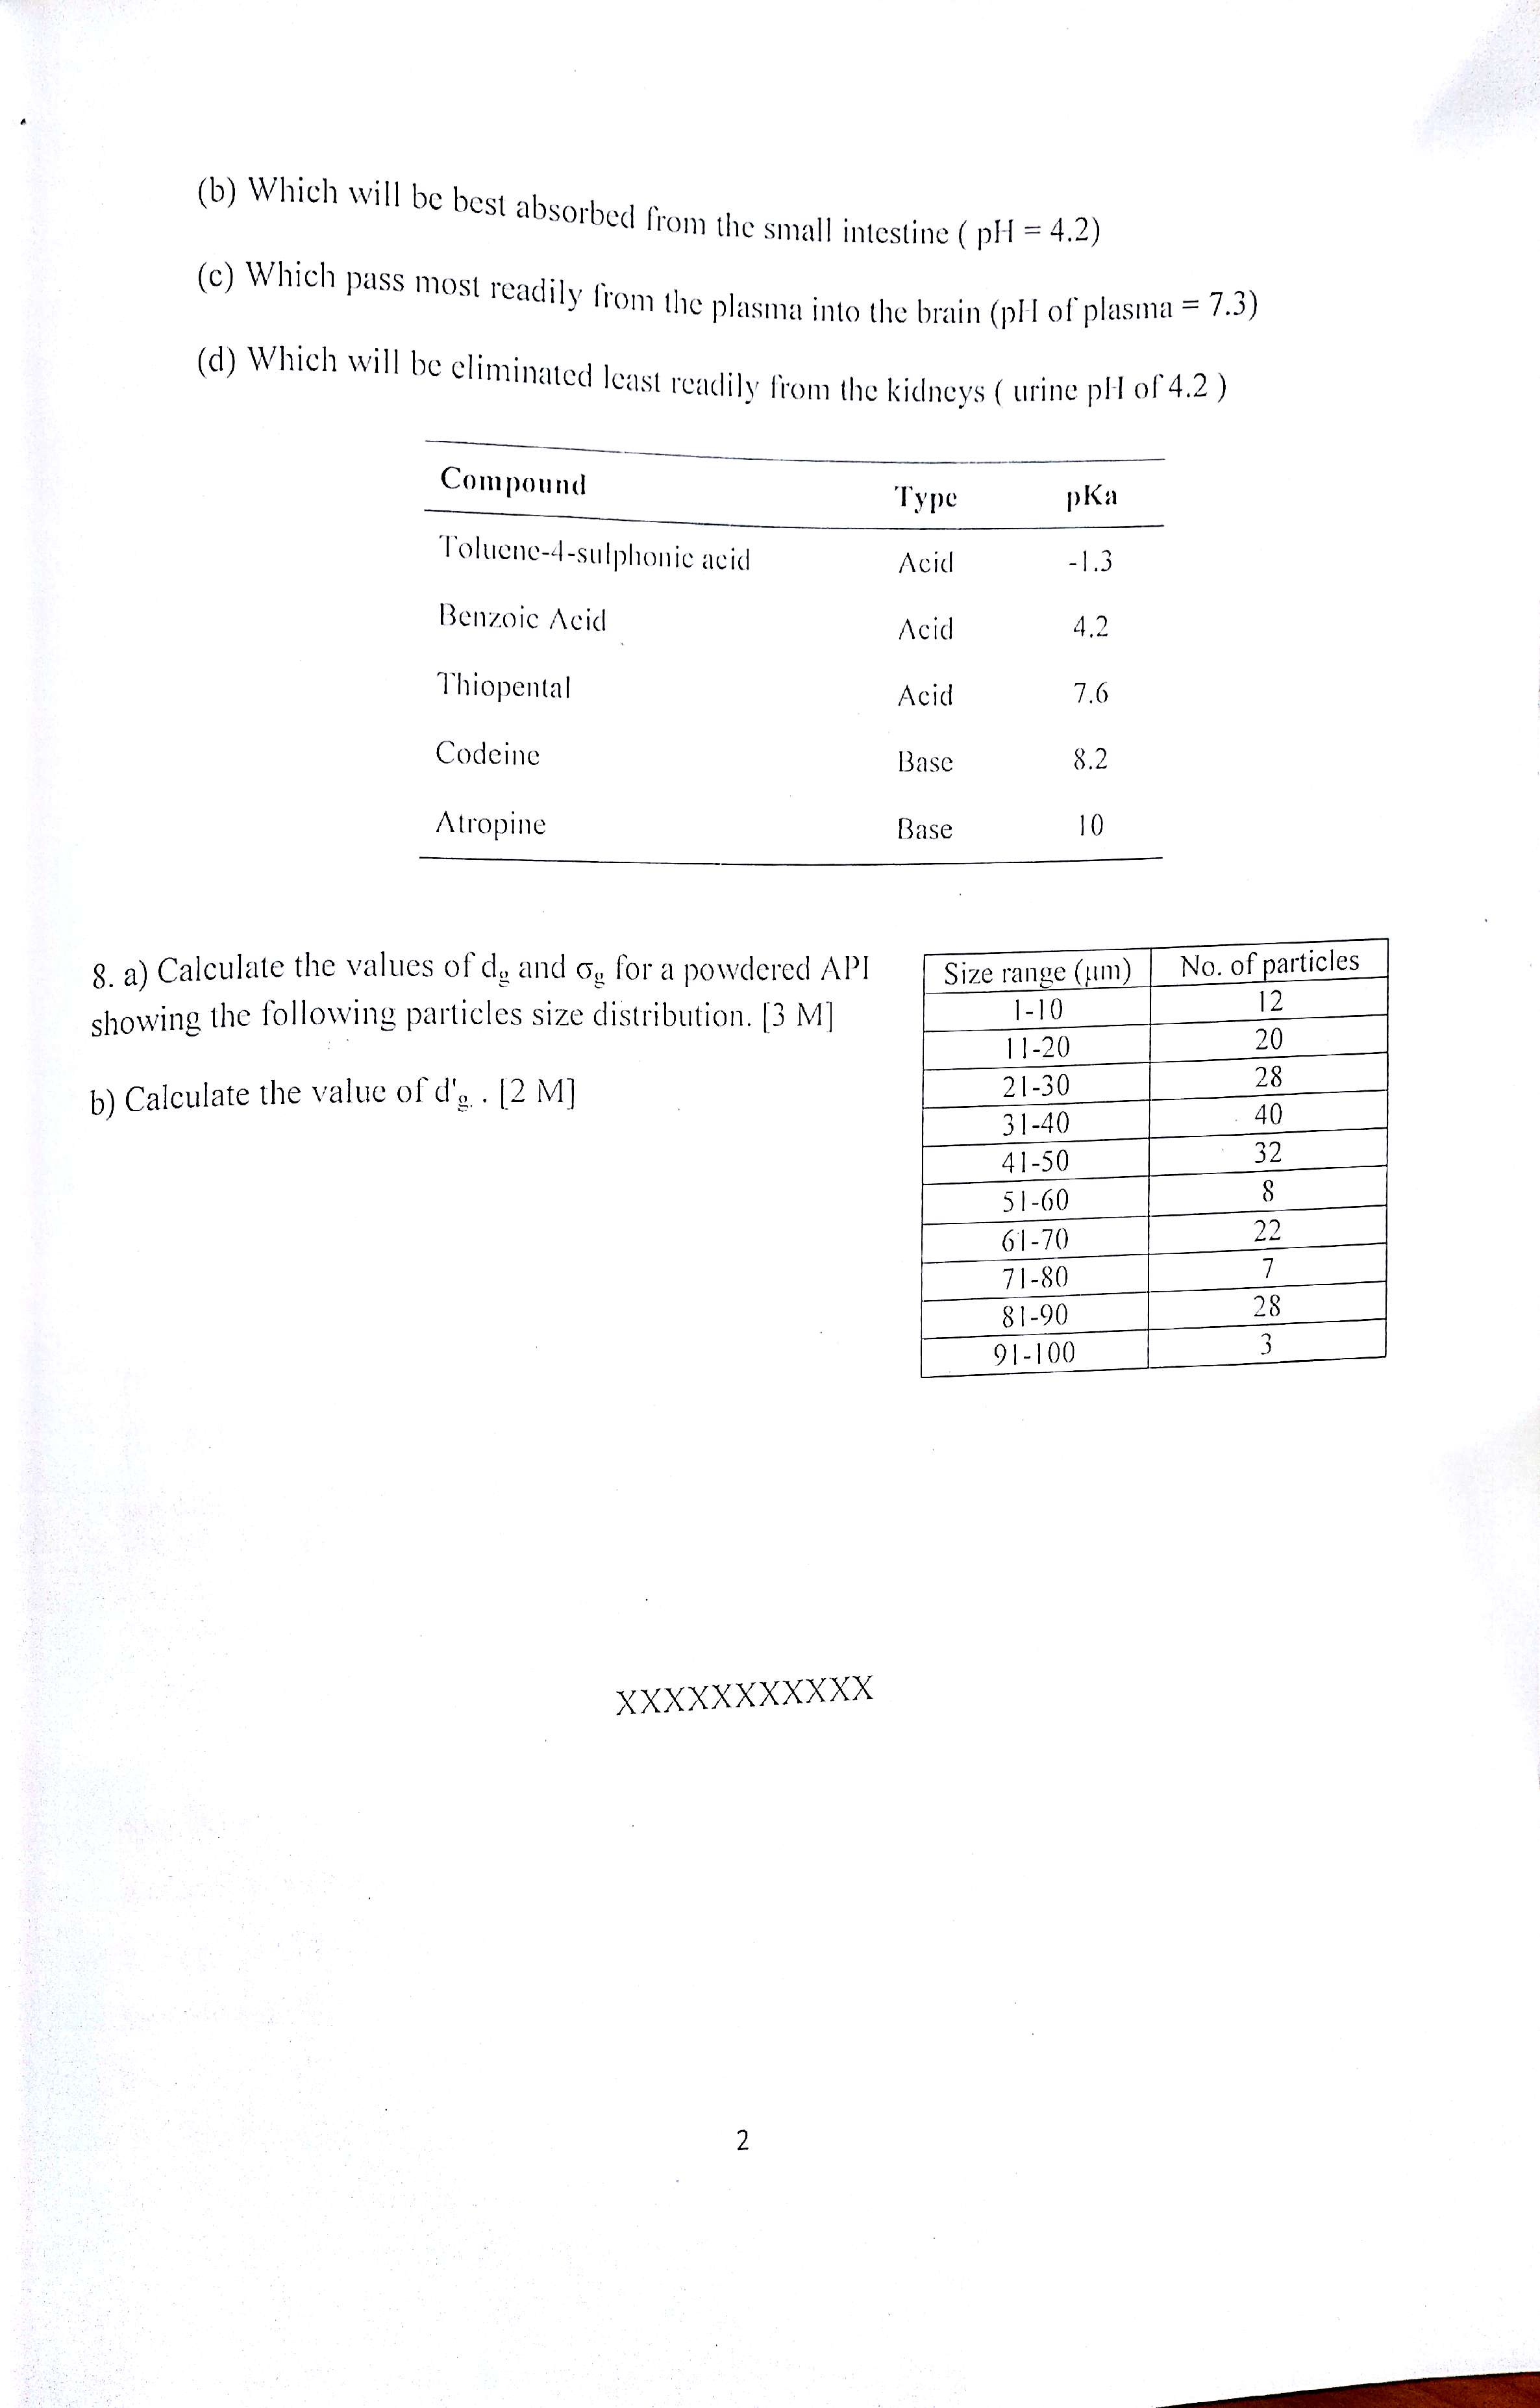 (b) Which will be best absorbed from the small intestine ( pH = 4.2)
(c) Which pass most readily from the plasma into the brain (pH of plasma = 7.3)
(d) Which will be eliminated least readily from the kidneys ( urine pH of 4.2 )
Compound Type pKa
Toluene-4-sulphonic acid Acid -1.3
Benzoic Acid Acid 4.2
Thiopental Acid 7.6
Codeine Base 8.2
Atropine Base 10
8. a) Calculate the values of dg and σg for a powdered API
showing the following particles size distribution. [3 M]
b) Calculate the value of d'g. . [2 M]
Size range (μm) No. of particles
1-10 12
11-20 20
21-30 28
31-40 40
41-50 32
51-60 8
61-70 22
71-80 7
81-90 28
91-100 3
XXXXXXXXXXX
2